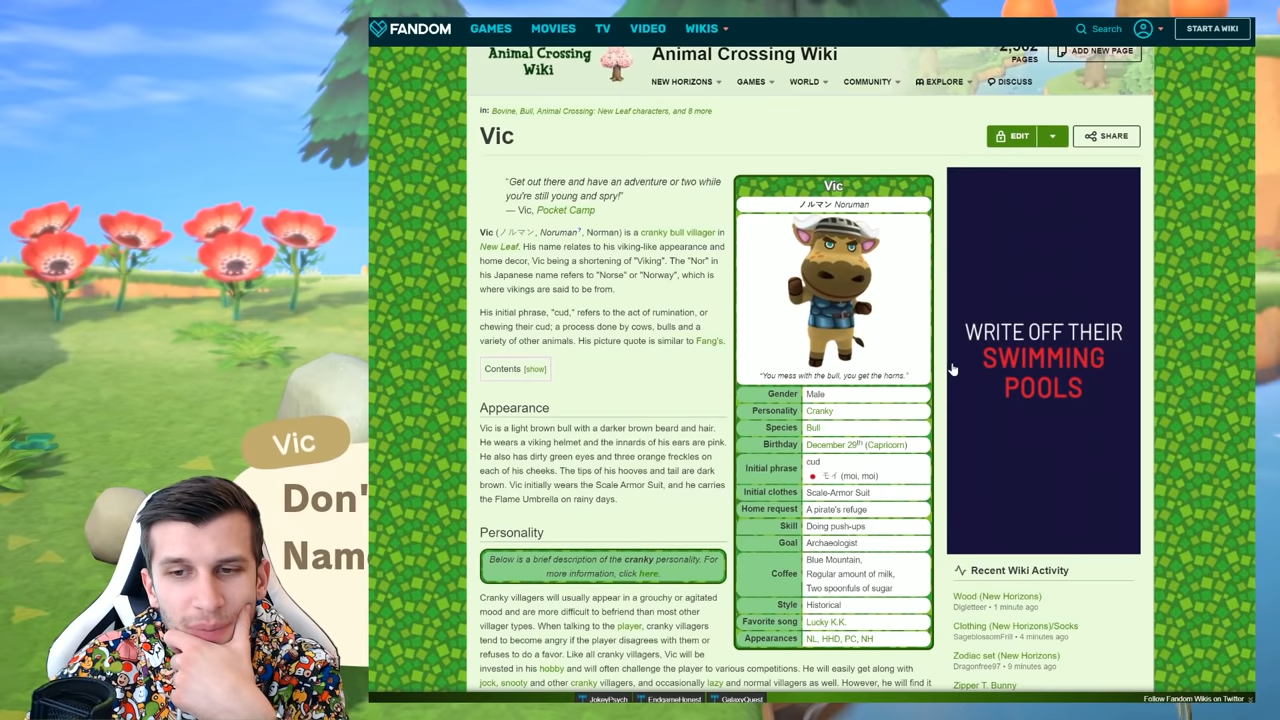 FANDOM GAMES MOVIES TV VIDEO WIKIS Search START A WIKI
Animal Crossing Wiki
Animal Crossing Wiki
PAGES
ADD NEW PAGE
NEW HORIZONS GAMES WORLD COMMUNITY EXPLORE DISCUSS
in: Bovine, Bull, Animal Crossing: New Leaf characters, and 8 more
Vic
EDIT
SHARE
"Get out there and have an adventure or two while
you're still young and spry!"
— Vic, Pocket Camp
Vic (ノルマン, Noruman?, Norman) is a cranky bull villager in
New Leaf. His name relates to his viking-like appearance and
home decor, Vic being a shortening of "Viking". The "Nor" in
his Japanese name refers to "Norse" or "Norway", which is
where vikings are said to be from.
His initial phrase, "cud," refers to the act of rumination, or
chewing their cud; a process done by cows, bulls and a
variety of other animals. His picture quote is similar to Fang's.
Contents [show]
Appearance
Vic is a light brown bull with a darker brown beard and hair.
He wears a viking helmet and the innards of his ears are pink.
He also has dirty green eyes and three orange freckles on
each of his cheeks. The tips of his hooves and tail are dark
brown. Vic initially wears the Scale Armor Suit, and he carries
the Flame Umbrella on rainy days.
Personality
Below is a brief description of the cranky personality. For
more information, click here.
Cranky villagers will usually appear in a grouchy or agitated
mood and are more difficult to befriend than most other
villager types. When talking to the player, cranky villagers
tend to become angry if the player disagrees with them or
refuses to do a favor. Like all cranky villagers, Vic will be
invested in his hobby and will often challenge the player to various competitions. He will easily get along with
jock, snooty and other cranky villagers, and occasionally lazy and normal villagers as well. However, he will find it
Vic
ノルマン Noruman
"You mess with the bull, you get the horns."
Gender Male
Personality Cranky
Species Bull
Birthday December 29th (Capricorn)
Initial phrase cud
モイ (moi, moi)
Initial clothes Scale-Armor Suit
Home request A pirate's refuge
Skill Doing push-ups
Goal Archaeologist
Coffee Blue Mountain,
Regular amount of milk,
Two spoonfuls of sugar
Style Historical
Favorite song Lucky K.K.
Appearances NL, HHD, PC, NH
WRITE OFF THEIR
SWIMMING
POOLS
Recent Wiki Activity
Wood (New Horizons)
Digletteer • 1 minute ago
Clothing (New Horizons)/Socks
SageblossomFrill • 4 minutes ago
Zodiac set (New Horizons)
Dragonfree97 • 9 minutes ago
Zipper T. Bunny
Vic
Don'
Nam
JokeyPsych EndgameHonest GalaxyQuest
Follow Fandom Wikis on Twitter